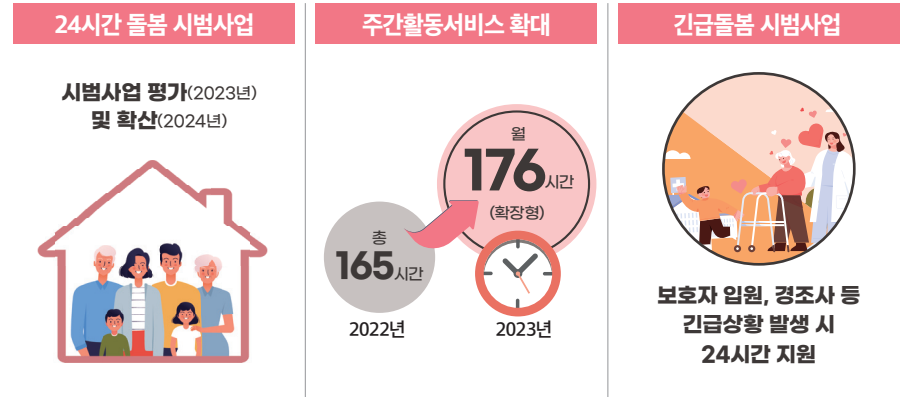 24시간 돌봄 시범사업
시범사업 평가(2023년)
및 확산(2024년)
주간활동서비스 확대
월
176시간
(확장형)
총
165시간
2022년
2023년
긴급돌봄 시범사업
보호자 입원, 경조사 등
긴급상황 발생 시
24시간 지원